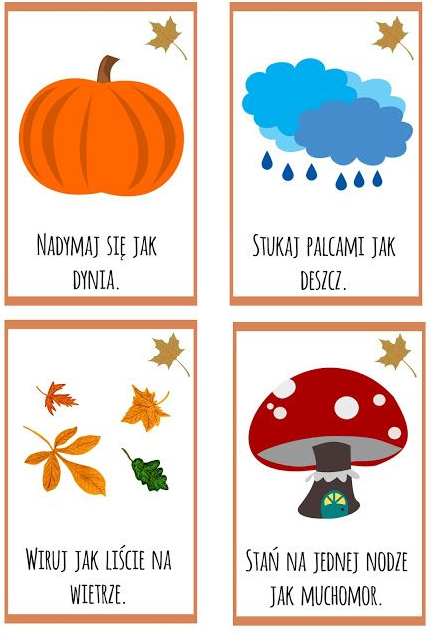 Nadymaj się jak
dynia.
Stukaj palcami jak
deszcz.
Wiruj jak liście na
wietrze.
Stań na jednej nodze
jak muchomor.